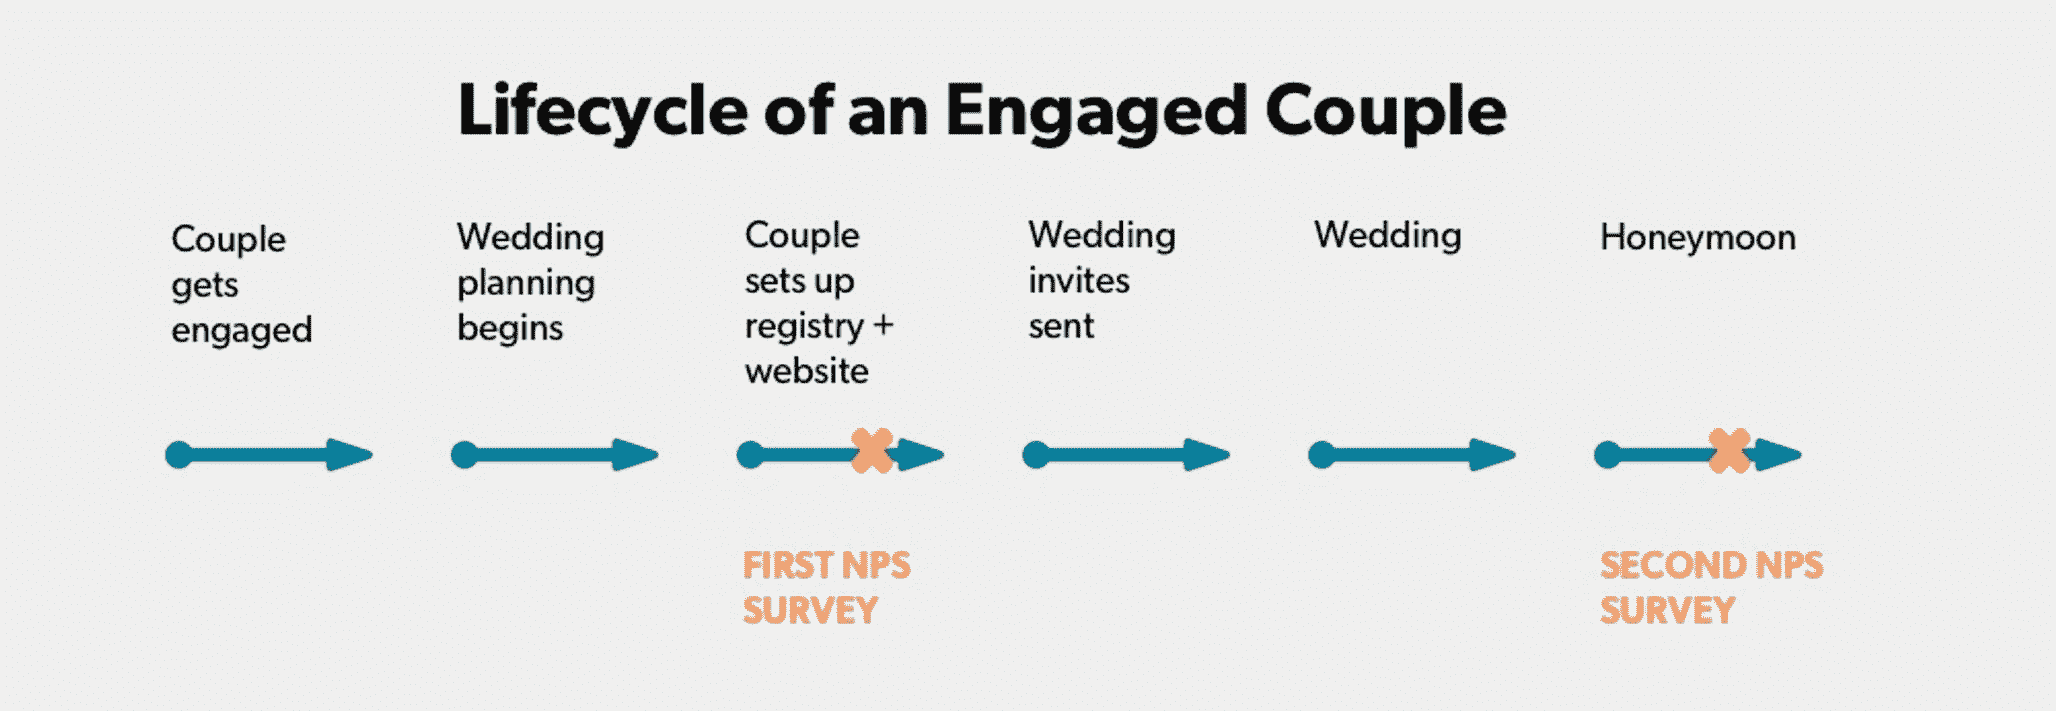 Lifecycle of an Engaged Couple
Couple
gets
engaged
Wedding
planning
begins
Couple
sets up
registry +
website
Wedding
invites
sent
Wedding
Honeymoon
FIRST NPS
SURVEY
SECOND NPS
SURVEY